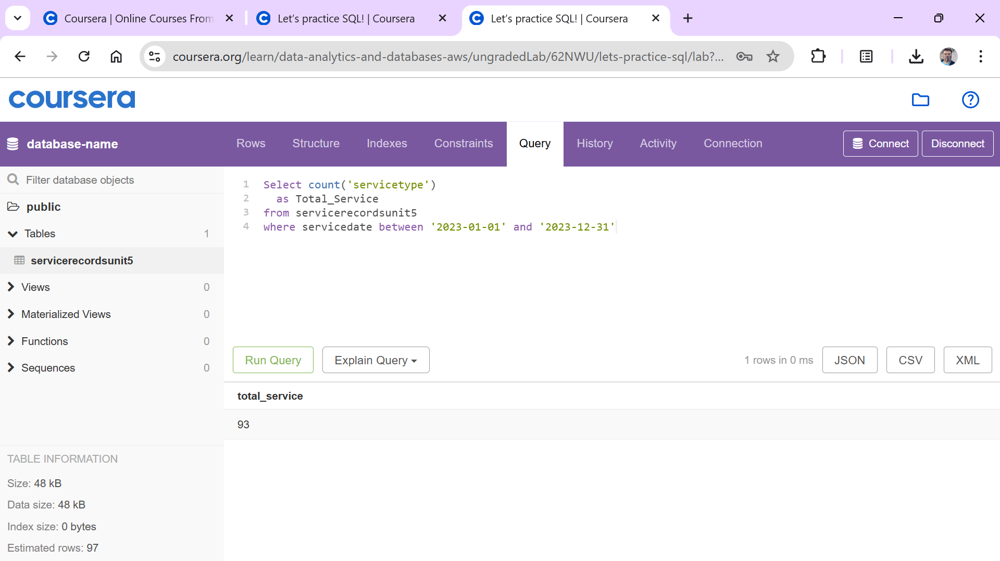 Coursera | Online Courses From
Let's practice SQL! | Coursera
Let's practice SQL! | Coursera
coursera.org/learn/data-analytics-and-databases-aws/ungradedLab/62NWU/lets-practice-sql/lab?...
coursera
database-name
Rows
Structure
Indexes
Constraints
Query
History
Activity
Connection
Connect
Disconnect
Filter database objects
public
Tables 1
servicerecordsunit5
Views 0
Materialized Views 0
Functions 0
Sequences 0
1 Select count('servicetype')
2 as Total_Service
3 from servicerecordsunit5
4 where servicedate between '2023-01-01' and '2023-12-31'
Run Query
Explain Query
1 rows in 0 ms
JSON
CSV
XML
total_service
93
TABLE INFORMATION
Size: 48 kB
Data size: 48 kB
Index size: 0 bytes
Estimated rows: 97